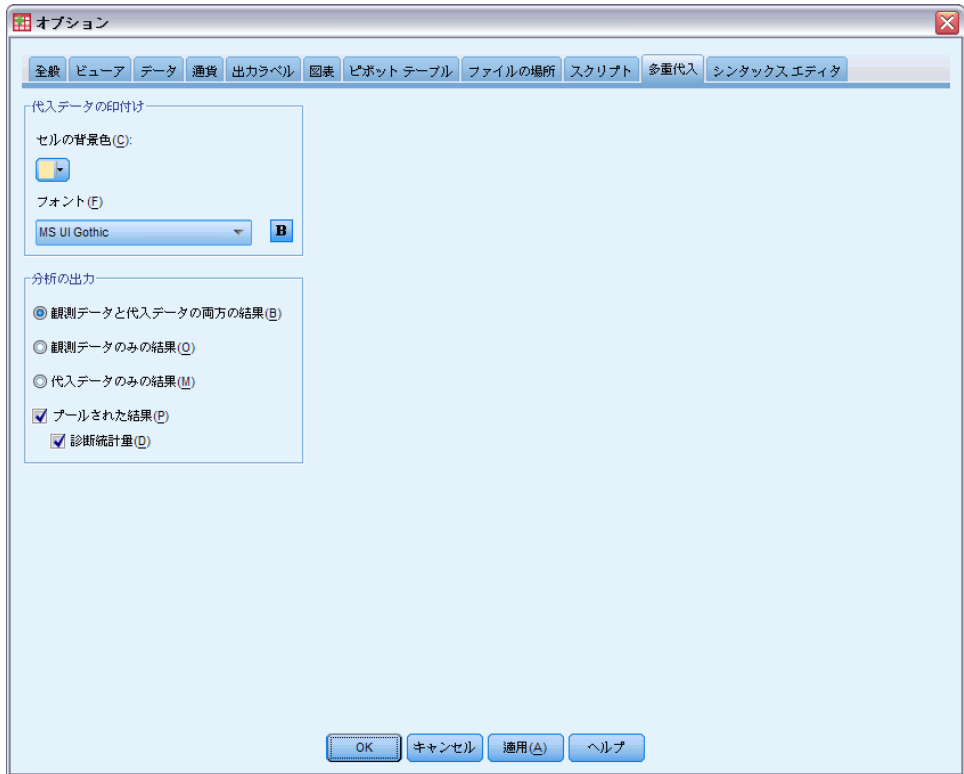 オプション
全般 ビューア データ 通貨 出力ラベル 図表 ピボット テーブル ファイルの場所 スクリプト 多重代入 シンタックス エディタ
代入データの印付け
セルの背景色(C):
フォント(F)
MS UI Gothic B
分析の出力
観測データと代入データの両方の結果(B)
観測データのみの結果(O)
代入データのみの結果(M)
プールされた結果(P)
診断統計量(D)
OK キャンセル 適用(A) ヘルプ